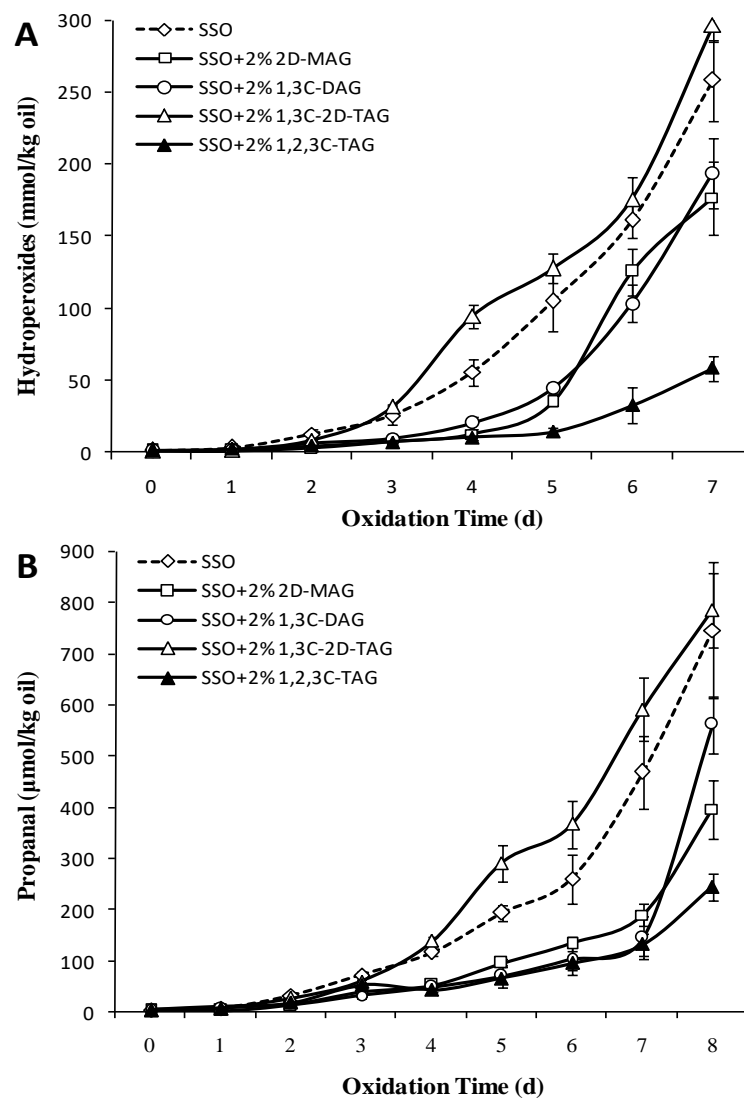 A
300
250
200
150
100
50
0
Hydroperoxides (mmol/kg oil)
SSO
SSO+2% 2D-MAG
SSO+2% 1,3C-DAG
SSO+2% 1,3C-2D-TAG
SSO+2% 1,2,3C-TAG
0 1 2 3 4 5 6 7
Oxidation Time (d)
B
900
800
700
600
500
400
300
200
100
0
Propanal (µmol/kg oil)
SSO
SSO+2% 2D-MAG
SSO+2% 1,3C-DAG
SSO+2% 1,3C-2D-TAG
SSO+2% 1,2,3C-TAG
0 1 2 3 4 5 6 7 8
Oxidation Time (d)